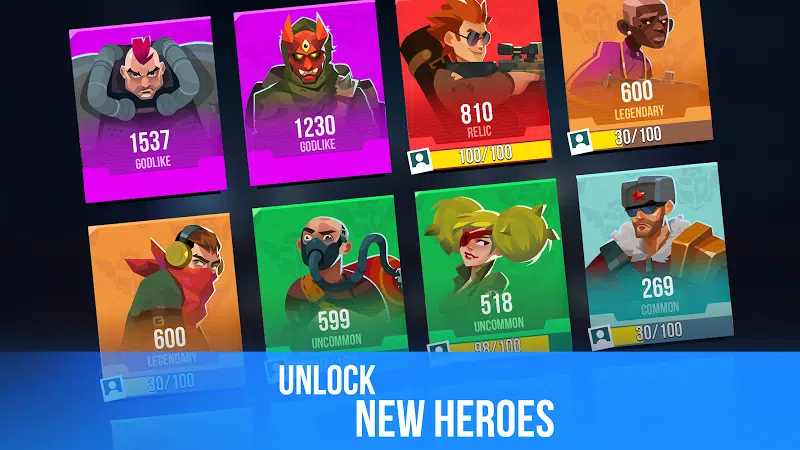 1537
GODLIKE
1230
GODLIKE
810
RELIC
100/100
600
LEGENDARY
30/100
600
LEGENDARY
30/100
599
UNCOMMON
518
UNCOMMON
98/100
269
COMMON
30/100
UNLOCK
NEW HEROES